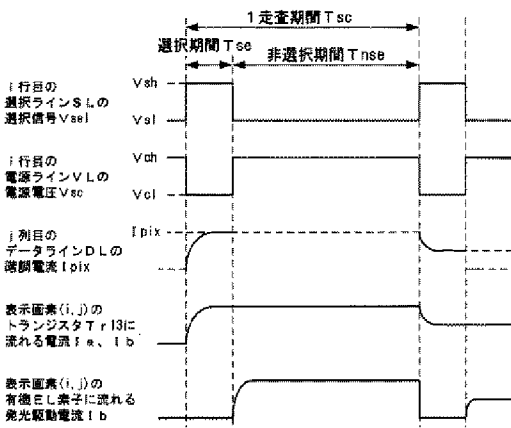 1走査期間Tsc
選択期間Tse
非選択期間Tnse
i行目の
選択ラインSLの
選択信号Vsel
Vsh
Vsl
i行目の
電源ラインVLの
電源電圧Vsc
Vch
Vcl
j列目の
データラインDLの
階調電流Ipix
Ipix
表示画素(i,j)の
トランジスタTr13に
流れる電流Ia、Ib
表示画素(i,j)の
有機EL素子に流れる
発光駆動電流Ib